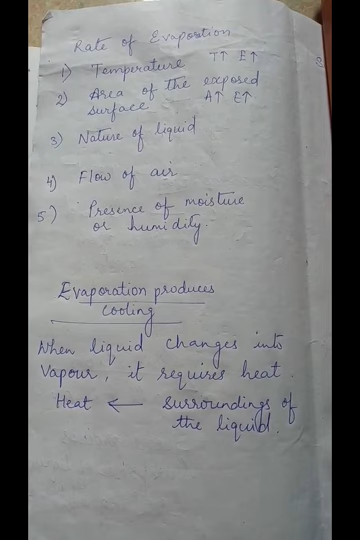 Rate of Evaportion
1) Temperature T↑ E↑
2) Area of the exposed
surface A↑ E↑
3) Nature of liquid
4) Flow of air
5) Presence of moisture
or humidity.
Evaporation produces
cooling
When liquid changes into
Vapour, it requires heat.
Heat ← surroundings of
the liquid.